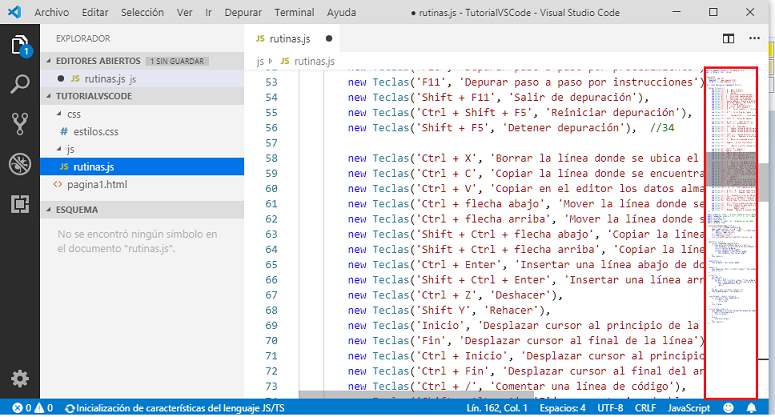 Archivo Editar Selección Ver Ir Depurar Terminal Ayuda
● rutinas.js - TutorialVSCode - Visual Studio Code
EXPLORADOR
EDITORES ABIERTOS 1 SIN GUARDAR
● rutinas.js js
TUTORIALVSCODE
css
# estilos.css
js
JS rutinas.js
<> pagina1.html
ESQUEMA
No se encontró ningún símbolo en
el documento "rutinas.js".
1
JS rutinas.js ●
js JS rutinas.js
53 new Teclas('F11', 'Depurar paso a paso por instrucciones')
54 new Teclas('Shift + F11', 'Salir de depuración'),
55 new Teclas('Ctrl + Shift + F5', 'Reiniciar depuración'),
56 new Teclas('Shift + F5', 'Detener depuración'), //34
57
58 new Teclas('Ctrl + X', 'Borrar la línea donde se ubica el
59 new Teclas('Ctrl + C', 'Copiar la línea donde se encuentra
60 new Teclas('Ctrl + V', 'Copiar en el editor los datos alma
61 new Teclas('Ctrl + flecha abajo', 'Mover la línea donde se
62 new Teclas('Ctrl + flecha arriba', 'Mover la línea donde s
63 new Teclas('Shift + Ctrl + flecha abajo', 'Copiar la línea
64 new Teclas('Shift + Ctrl + flecha arriba', 'Copiar la líne
65 new Teclas('Ctrl + Enter', 'Insertar una línea abajo de do
66 new Teclas('Shift + Ctrl + Enter', 'Insertar una línea arr
67 new Teclas('Ctrl + Z', 'Deshacer'),
68 new Teclas('Shift Y', 'Rehacer'),
69 new Teclas('Inicio', 'Desplazar cursor al principio de la
70 new Teclas('Fin', 'Desplazar cursor al final de la línea')
71 new Teclas('Ctrl + Inicio', 'Desplazar cursor al principio
72 new Teclas('Ctrl + Fin', 'Desplazar cursor al final del ar
73 new Teclas('Ctrl + /', 'Comentar una línea de código'),
0 0 Inicialización de características del lenguaje JS/TS
Lín. 162, Col. 1 Espacios: 4 UTF-8 CRLF JavaScript